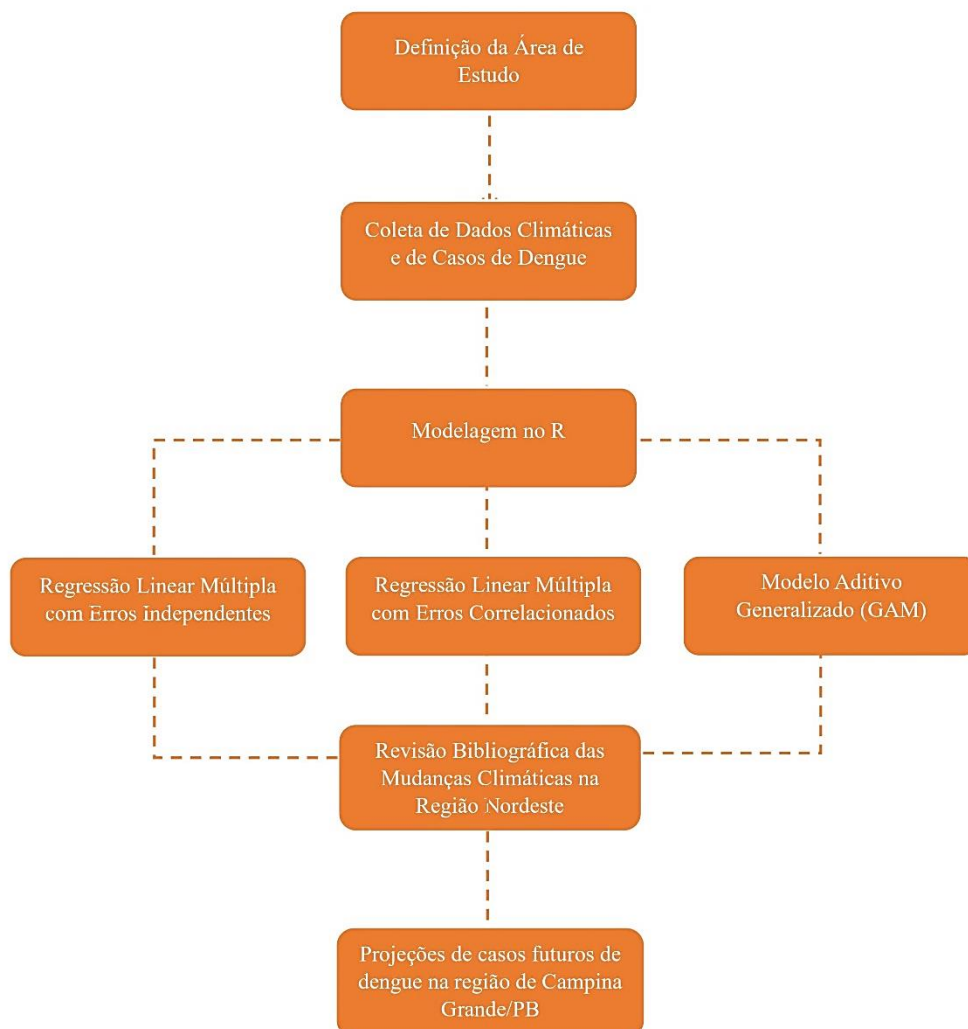 Definição da Área de
Estudo
Coleta de Dados Climáticas
e de Casos de Dengue
Modelagem no R
Regressão Linear Múltipla
com Erros Independentes
Regressão Linear Múltipla
com Erros Correlacionados
Modelo Aditivo
Generalizado (GAM)
Revisão Bibliográfica das
Mudanças Climáticas na
Região Nordeste
Projeções de casos futuros de
dengue na região de Campina
Grande/PB